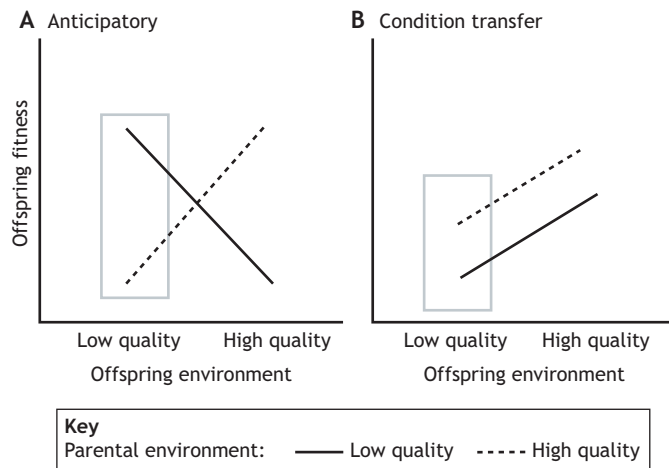 A Anticipatory
B Condition transfer
Offspring fitness
Low quality High quality
Offspring environment
Low quality High quality
Offspring environment
Key
Parental environment: Low quality High quality